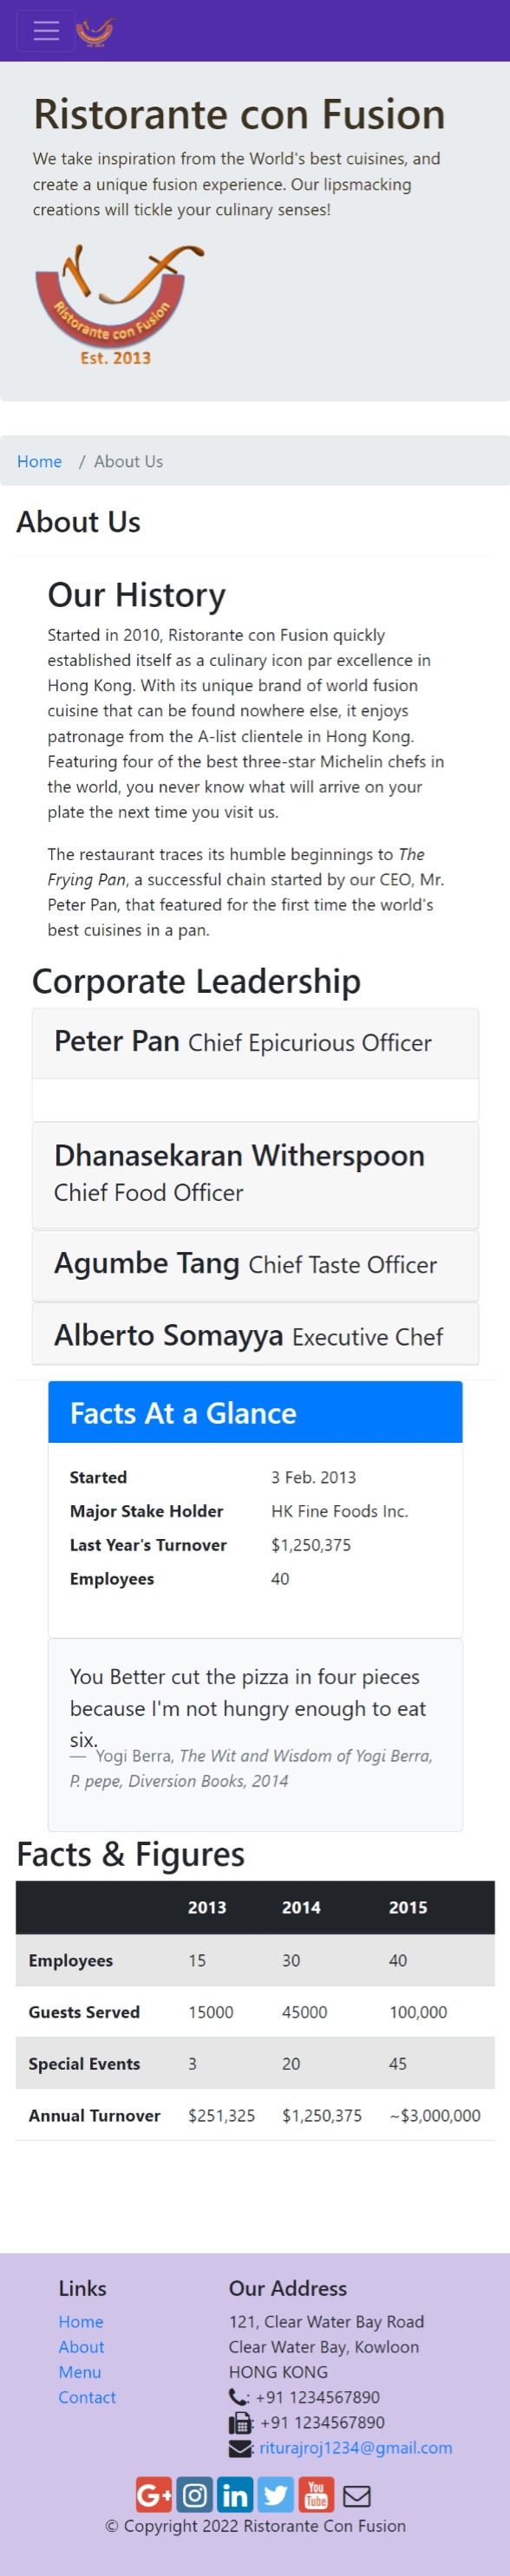 EST. 2013
Ristorante con Fusion
We take inspiration from the World's best cuisines, and
create a unique fusion experience. Our lipsmacking
creations will tickle your culinary senses!
Ristorante con Fusion
Est. 2013
Home / About Us
About Us
Our History
Started in 2010, Ristorante con Fusion quickly
established itself as a culinary icon par excellence in
Hong Kong. With its unique brand of world fusion
cuisine that can be found nowhere else, it enjoys
patronage from the A-list clientele in Hong Kong.
Featuring four of the best three-star Michelin chefs in
the world, you never know what will arrive on your
plate the next time you visit us.
The restaurant traces its humble beginnings to The
Frying Pan, a successful chain started by our CEO, Mr.
Peter Pan, that featured for the first time the world's
best cuisines in a pan.
Corporate Leadership
Peter Pan Chief Epicurious Officer
Dhanasekaran Witherspoon
Chief Food Officer
Agumbe Tang Chief Taste Officer
Alberto Somayya Executive Chef
Facts At a Glance
Started 3 Feb. 2013
Major Stake Holder HK Fine Foods Inc.
Last Year's Turnover $1,250,375
Employees 40
You Better cut the pizza in four pieces
because I'm not hungry enough to eat
six.
— Yogi Berra, The Wit and Wisdom of Yogi Berra,
P. pepe, Diversion Books, 2014
Facts & Figures
2013 2014 2015
Employees 15 30 40
Guests Served 15000 45000 100,000
Special Events 3 20 45
Annual Turnover $251,325 $1,250,375 ~$3,000,000
Links
Home
About
Menu
Contact
Our Address
121, Clear Water Bay Road
Clear Water Bay, Kowloon
HONG KONG
: +91 1234567890
: +91 1234567890
: riturajroj1234@gmail.com
G+ in You Tube
© Copyright 2022 Ristorante Con Fusion